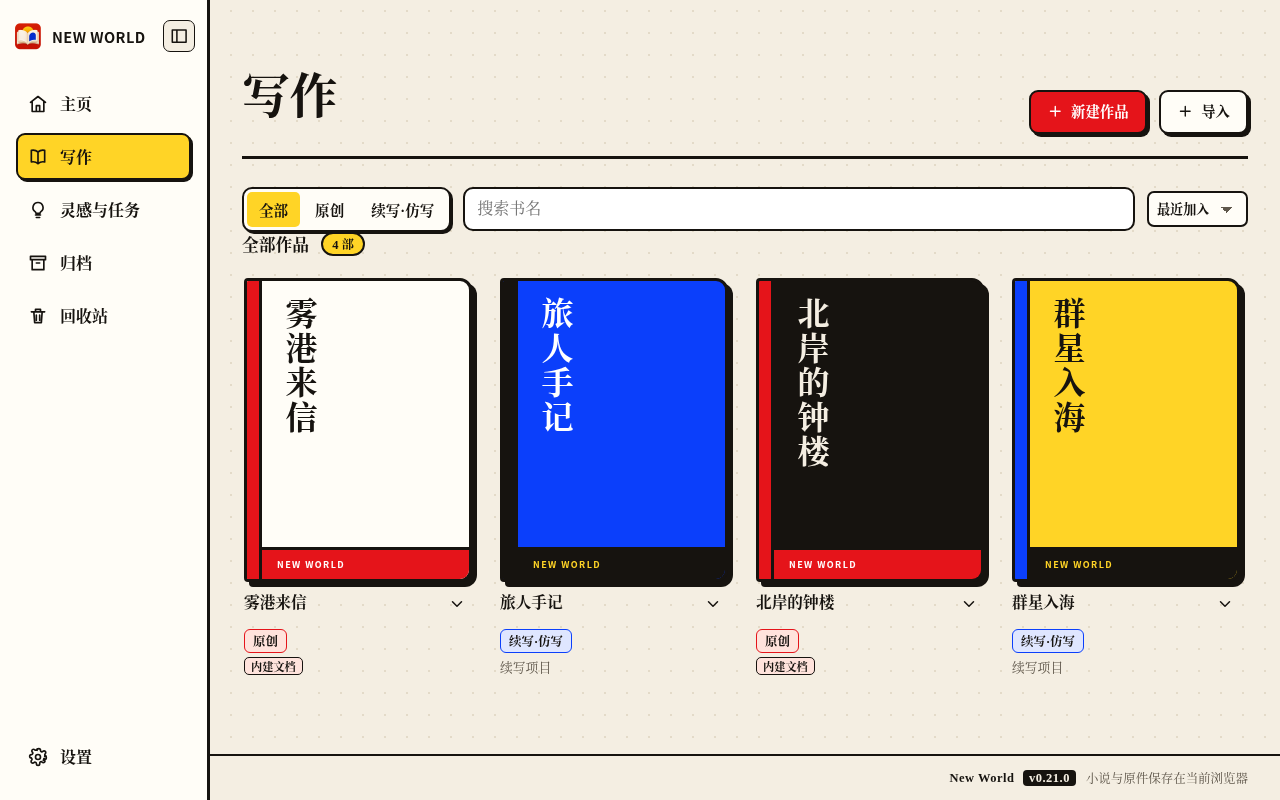 NEW WORLD
主页
写作
灵感与任务
归档
回收站
设置
写作
新建作品
导入
全部
原创
续写·仿写
搜索书名
最近加入
全部作品
4 部
雾港来信
NEW WORLD
旅人手记
NEW WORLD
北岸的钟楼
NEW WORLD
群星入海
NEW WORLD
雾港来信
原创
内建文档
旅人手记
续写·仿写
续写项目
北岸的钟楼
原创
内建文档
群星入海
续写·仿写
续写项目
New World v0.21.0 小说与原件保存在当前浏览器